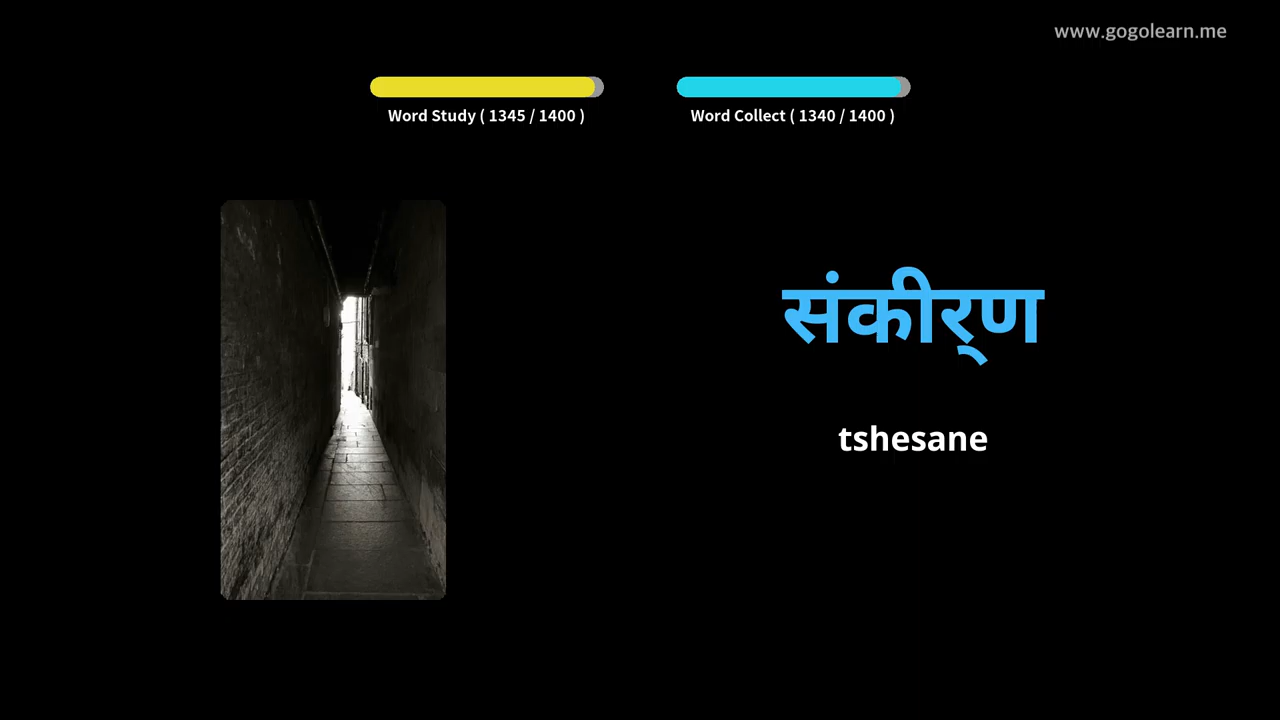 www.gogolearn.me
Word Study ( 1345 / 1400 )
Word Collect ( 1340 / 1400 )
संकीर्‌ण
tshesane